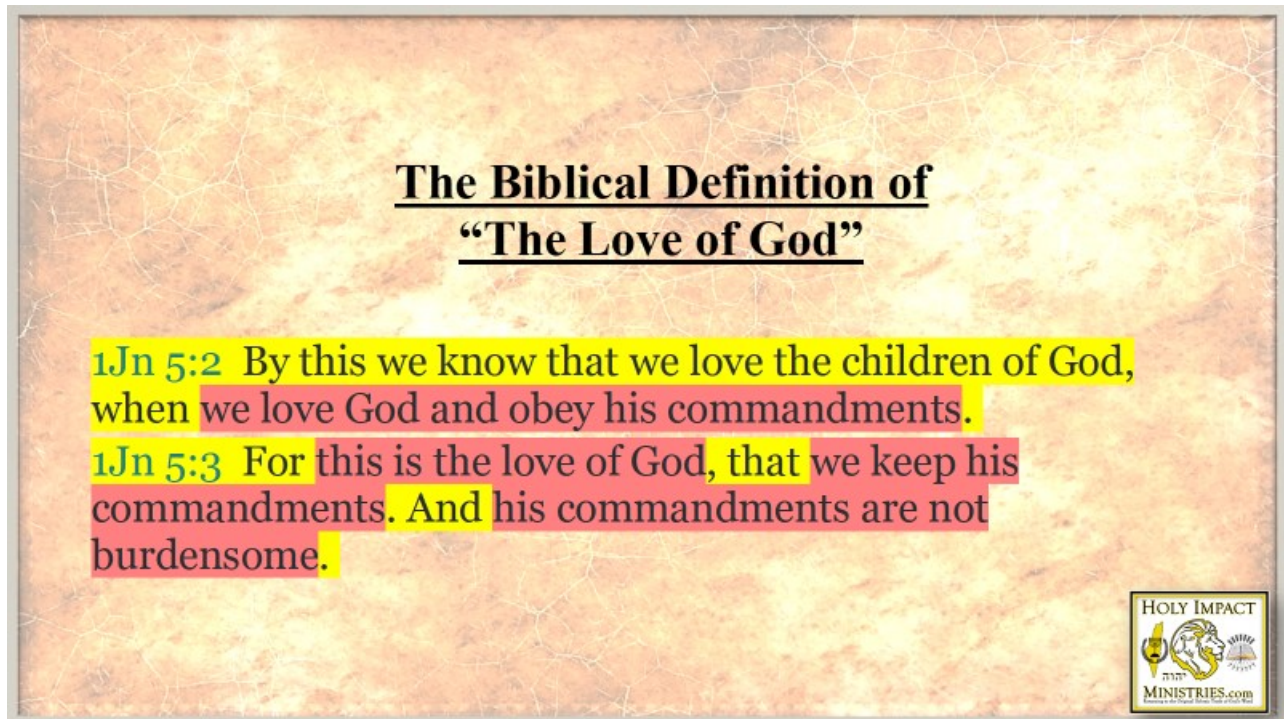 The Biblical Definition of
“The Love of God”
1Jn 5:2 By this we know that we love the children of God,
when we love God and obey his commandments.
1Jn 5:3 For this is the love of God, that we keep his
commandments. And his commandments are not
burdensome.
HOLY IMPACT
יהוה
MINISTRIES.com